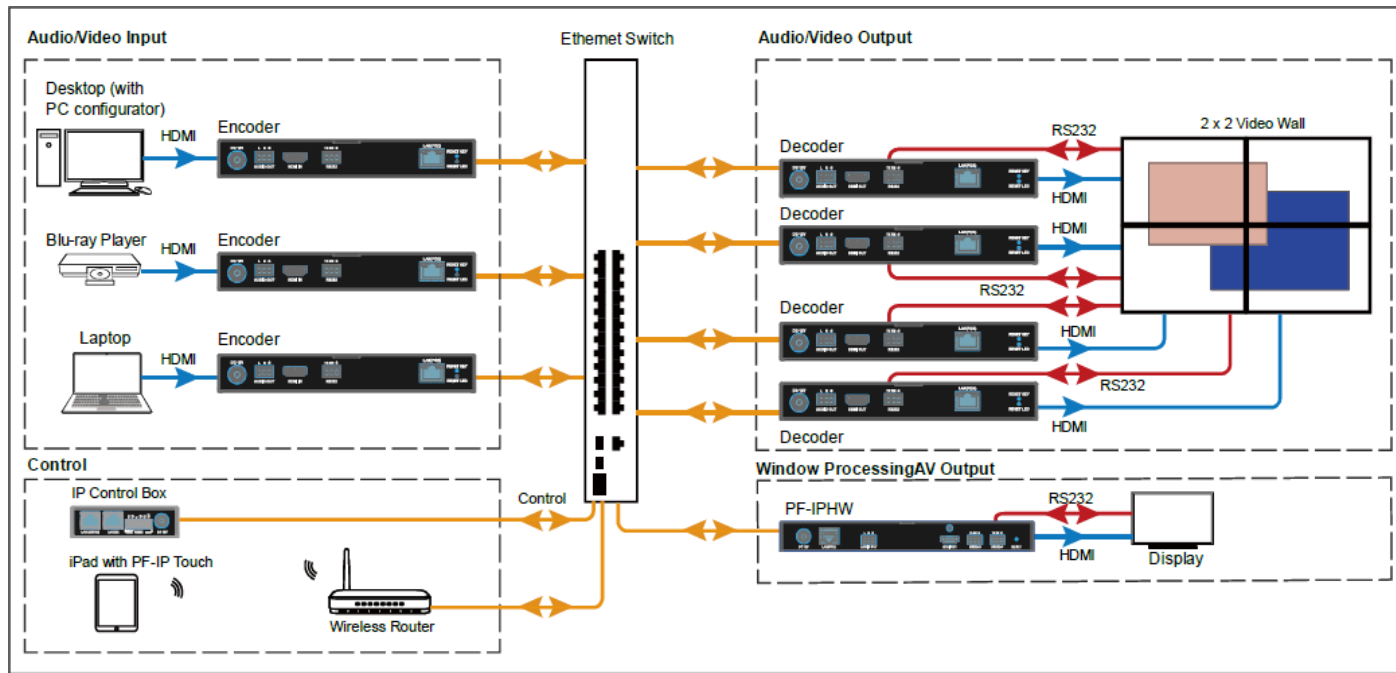 Audio/Video Input
Ethernet Switch
Audio/Video Output
Desktop (with
PC configurator)
HDMI
Encoder
Decoder
RS232
2 x 2 Video Wall
HDMI
Blu-ray Player
HDMI
Encoder
Decoder
HDMI
RS232
Laptop
HDMI
Encoder
Decoder
HDMI
RS232
HDMI
Decoder
Control
Window ProcessingAV Output
IP Control Box
Control
PF-IPHW
RS232
HDMI
Display
iPad with PF-IP Touch
Wireless Router